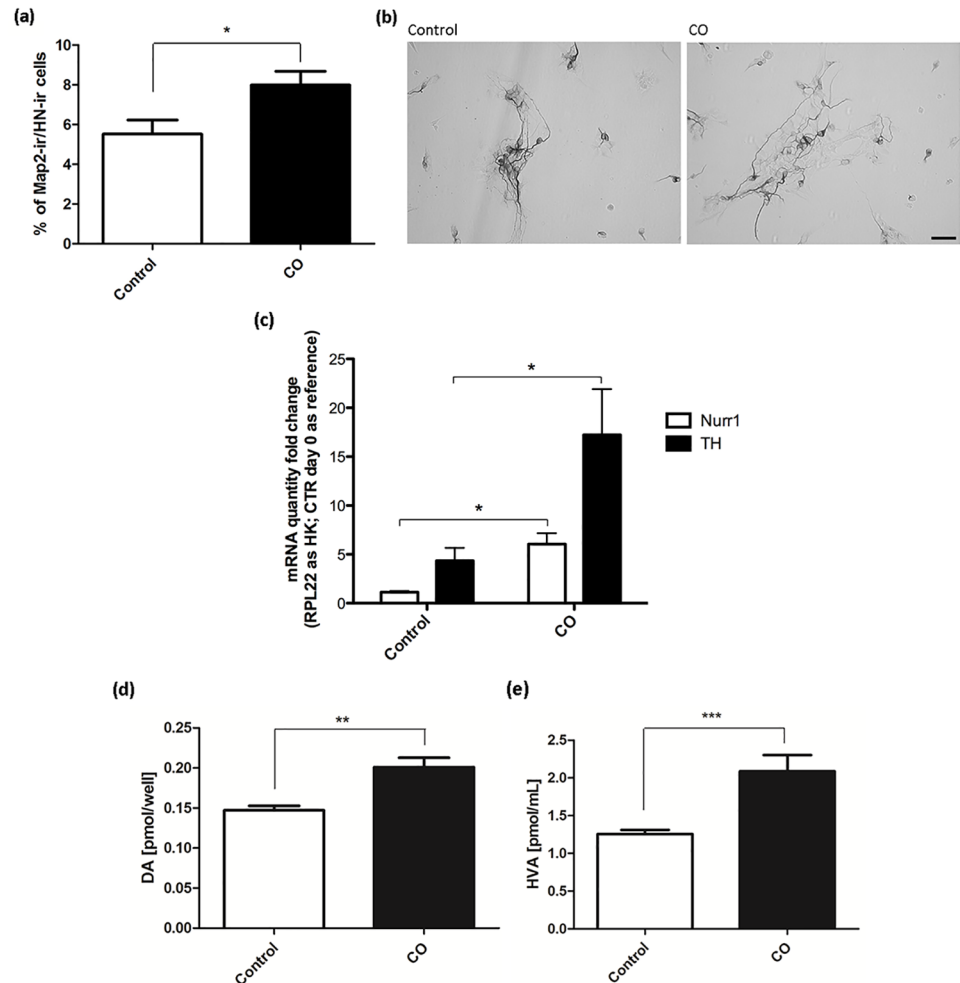 (a)
*
% of Map2-ir/HN-ir cells
10
8
6
4
2
0
Control
CO
(b)
Control
CO
(c)
mRNA quantity fold change
(RPL22 as HK; CTR day 0 as reference)
25
20
15
10
5
0
*
*
Control
CO
Nurr1
TH
(d)
**
DA [pmol/well]
0.25
0.20
0.15
0.10
0.05
0.00
Control
CO
(e)
***
HVA [pmol/mL]
2.5
2.0
1.5
1.0
0.5
0.0
Control
CO